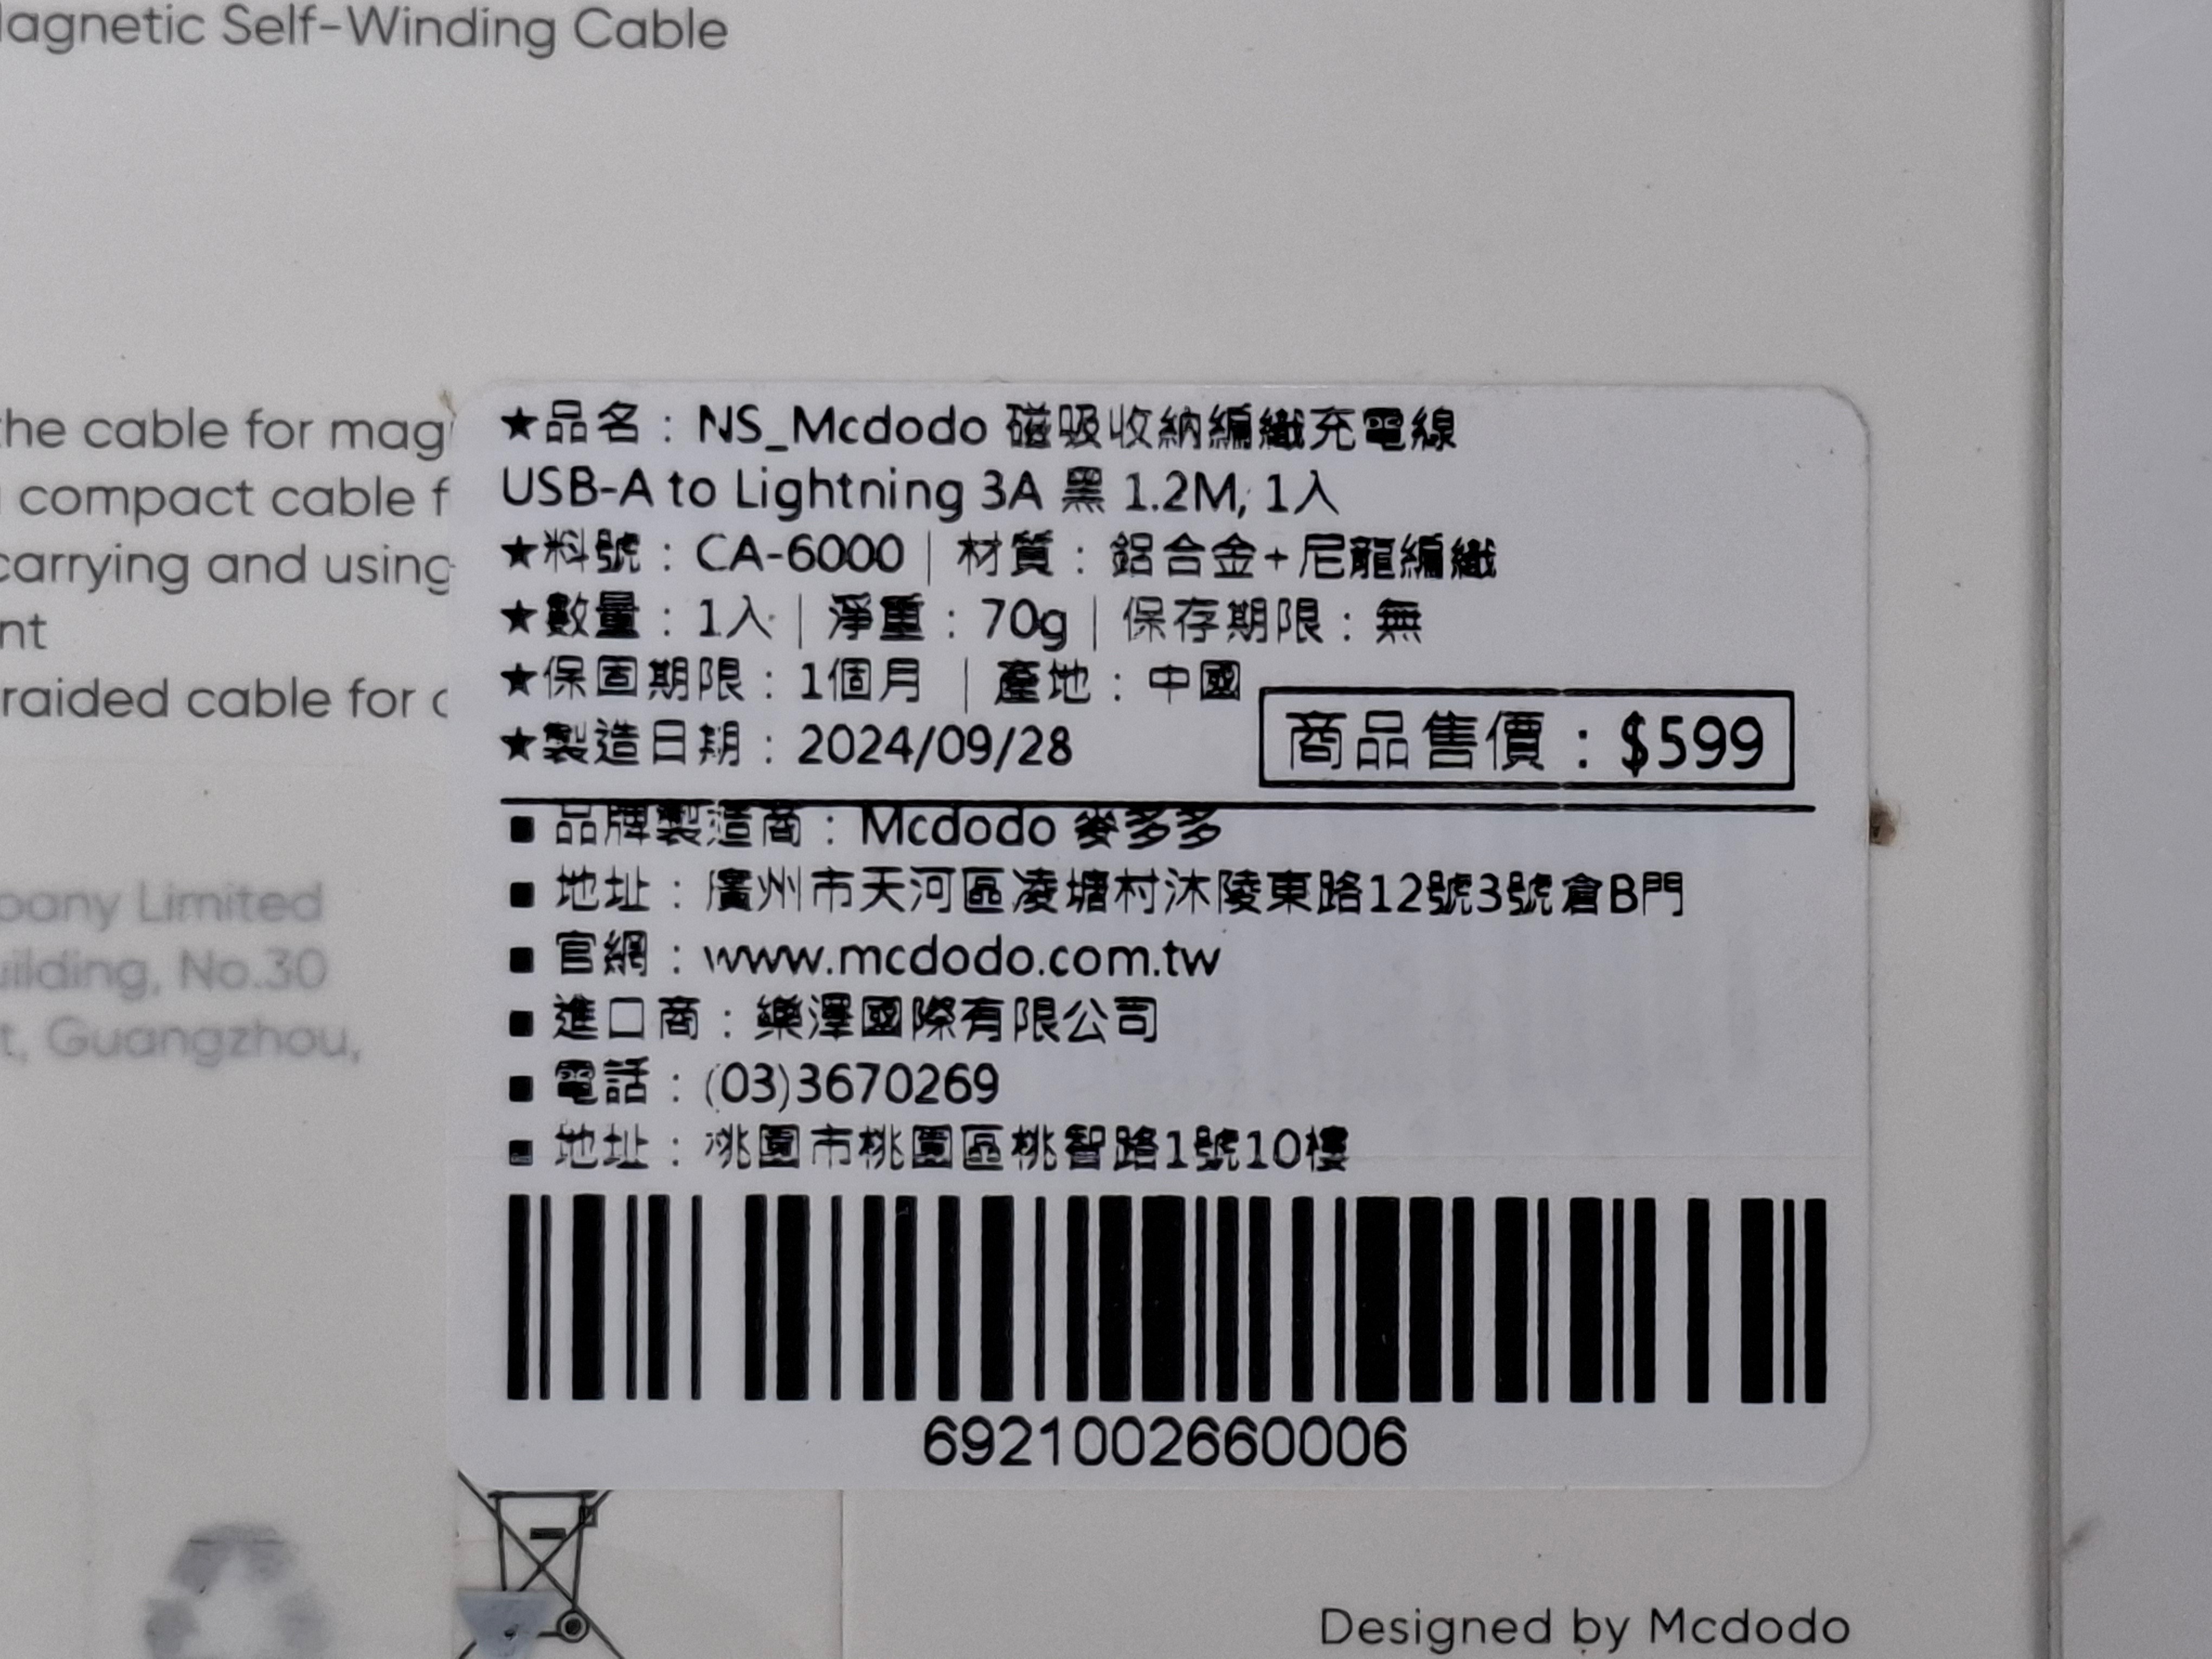 Magnetic Self-Winding Cable
the cable for mag
compact cable f
carrying and using
nt
raided cable for c
pany Limited
uilding, No.30
t, Guangzhou,
★品名：NS_Mcdodo 磁吸收納編織充電線
USB-A to Lightning 3A 黑 1.2M, 1入
★料號：CA-6000｜材質：鋁合金+尼龍編織
★數量：1入｜淨重：70g｜保存期限：無
★保固期限：1個月 ｜產地：中國
★製造日期：2024/09/28
商品售價：$599
■ 品牌製造商：Mcdodo 麥多多
■ 地址：廣州市天河區凌塘村沐陵東路12號3號倉B門
■ 官網：www.mcdodo.com.tw
■ 進口商：樂澤國際有限公司
■ 電話：(03)3670269
■ 地址：桃園市桃園區桃智路1號10樓
6921002660006
Designed by Mcdodo